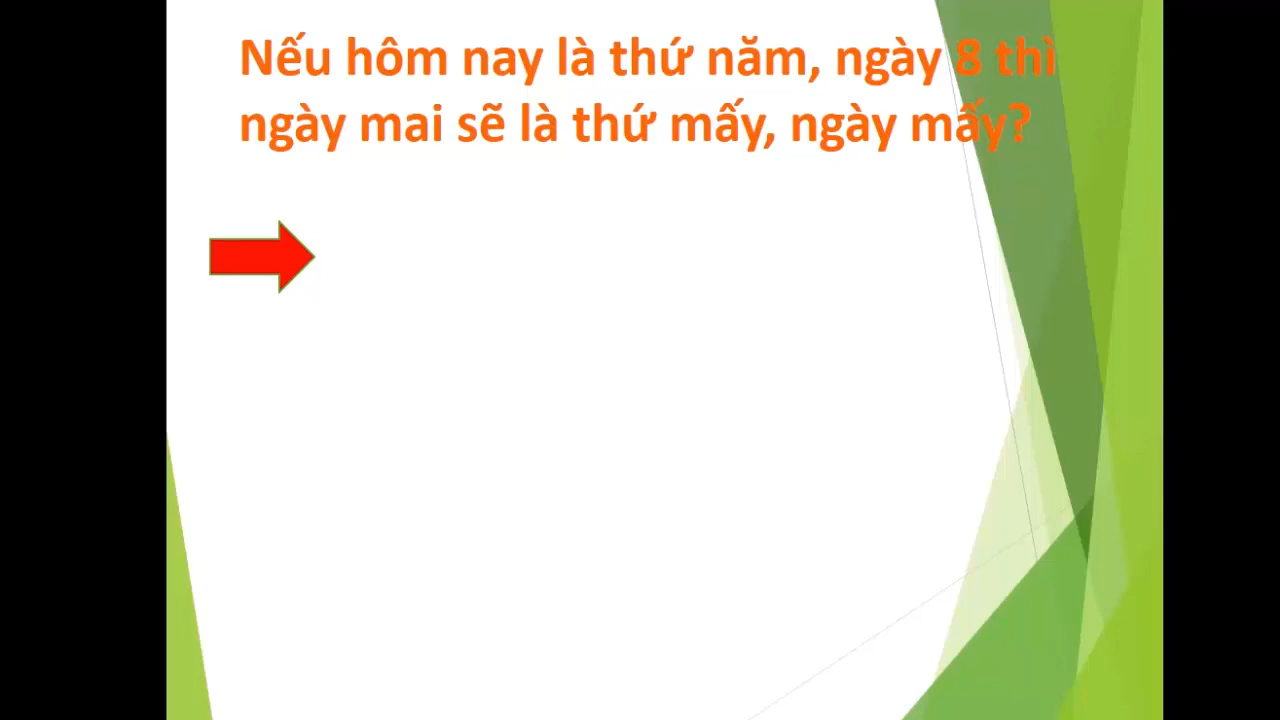 Nếu hôm nay là thứ năm, ngày 8 thì
ngày mai sẽ là thứ mấy, ngày mấy?